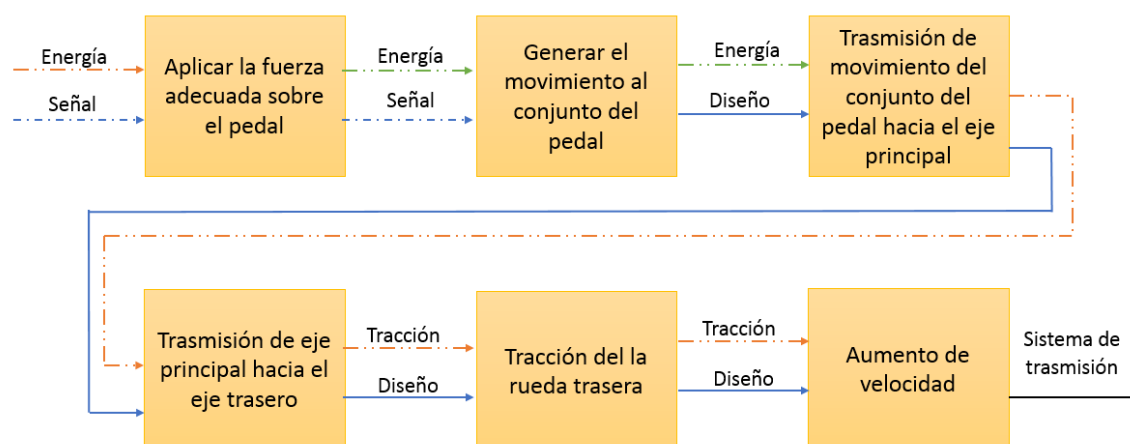 Energía
Señal
Aplicar la fuerza
adecuada sobre
el pedal
Energía
Señal
Generar el
movimiento al
conjunto del
pedal
Energía
Diseño
Trasmisión de
movimiento del
conjunto del
pedal hacia el eje
principal
Trasmisión de eje
principal hacia el
eje trasero
Tracción
Diseño
Tracción del la
rueda trasera
Tracción
Diseño
Aumento de
velocidad
Sistema de
trasmisión